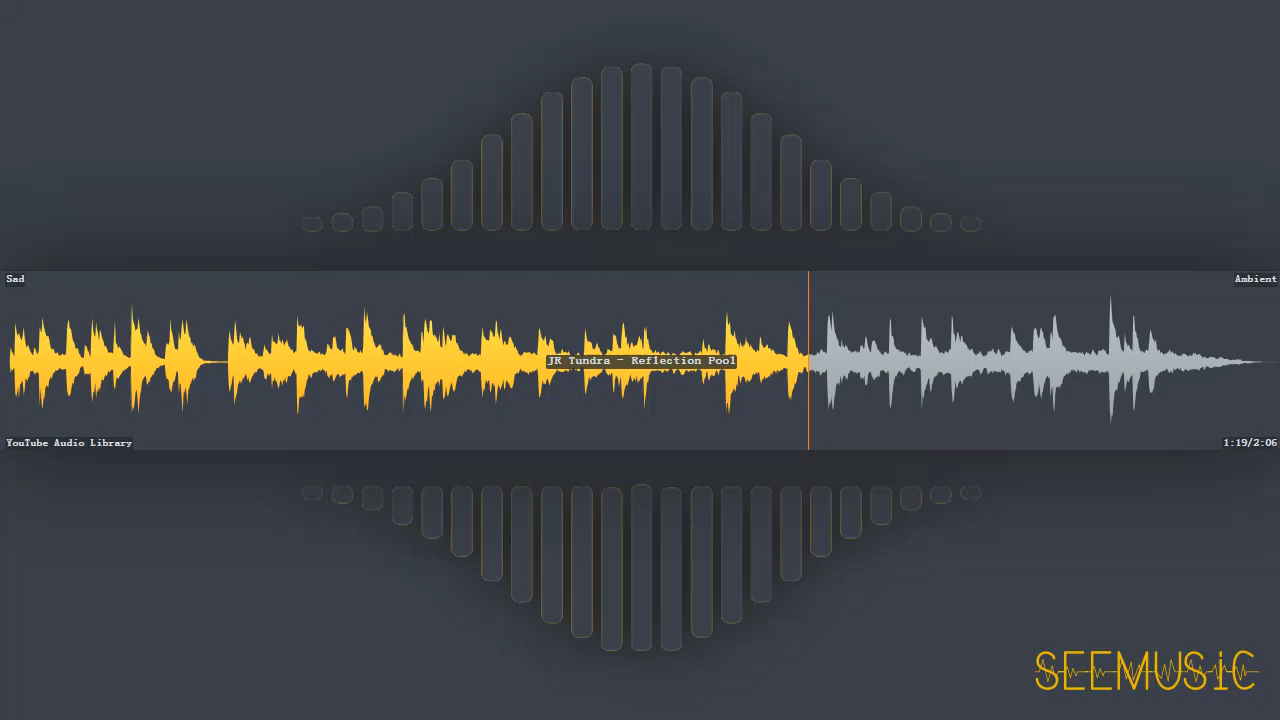 Sad
Ambient
JR Tundra - Reflection Pool
YouTube Audio Library
1:19/2:06
SEEMUSiC